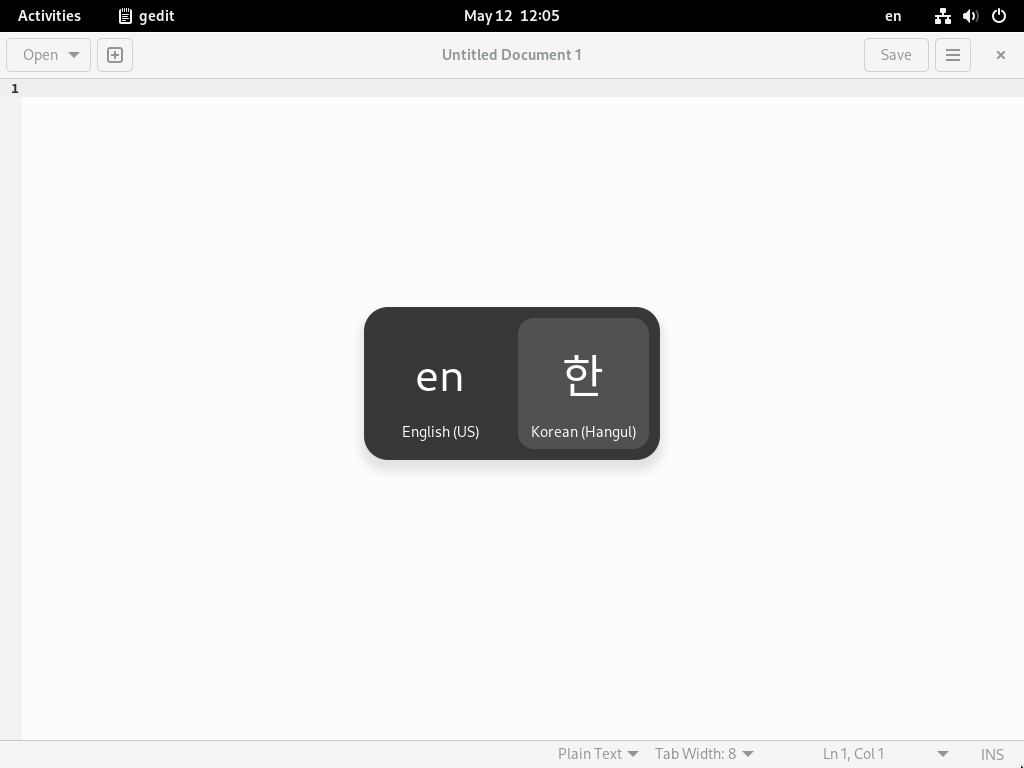 Activities gedit May 12 12:05 en
Open Untitled Document 1 Save
1
en 한
English (US) Korean (Hangul)
Plain Text Tab Width: 8 Ln 1, Col 1 INS